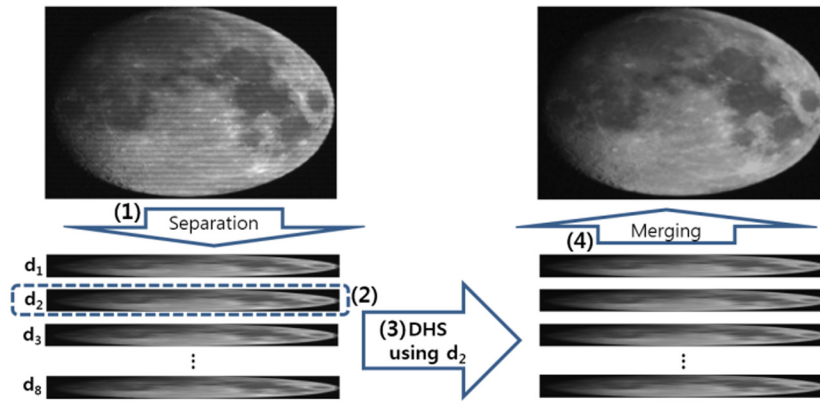 (1) Separation
d1
d2
(2)
d3
⋮
d8
(3) DHS
using d2
(4) Merging